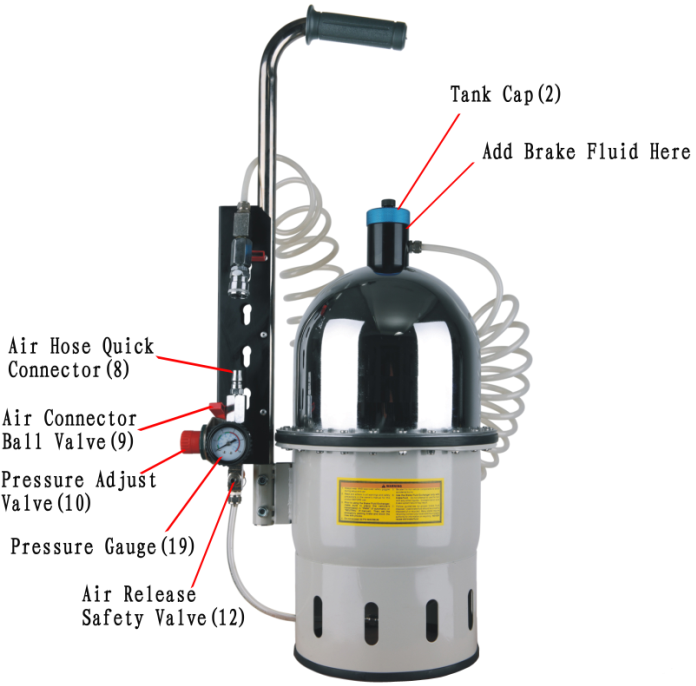 Tank Cap(2)
Add Brake Fluid Here
Air Hose Quick
Connector(8)
Air Connector
Ball Valve(9)
Pressure Adjust
Valve(10)
Pressure Gauge(19)
Air Release
Safety Valve(12)